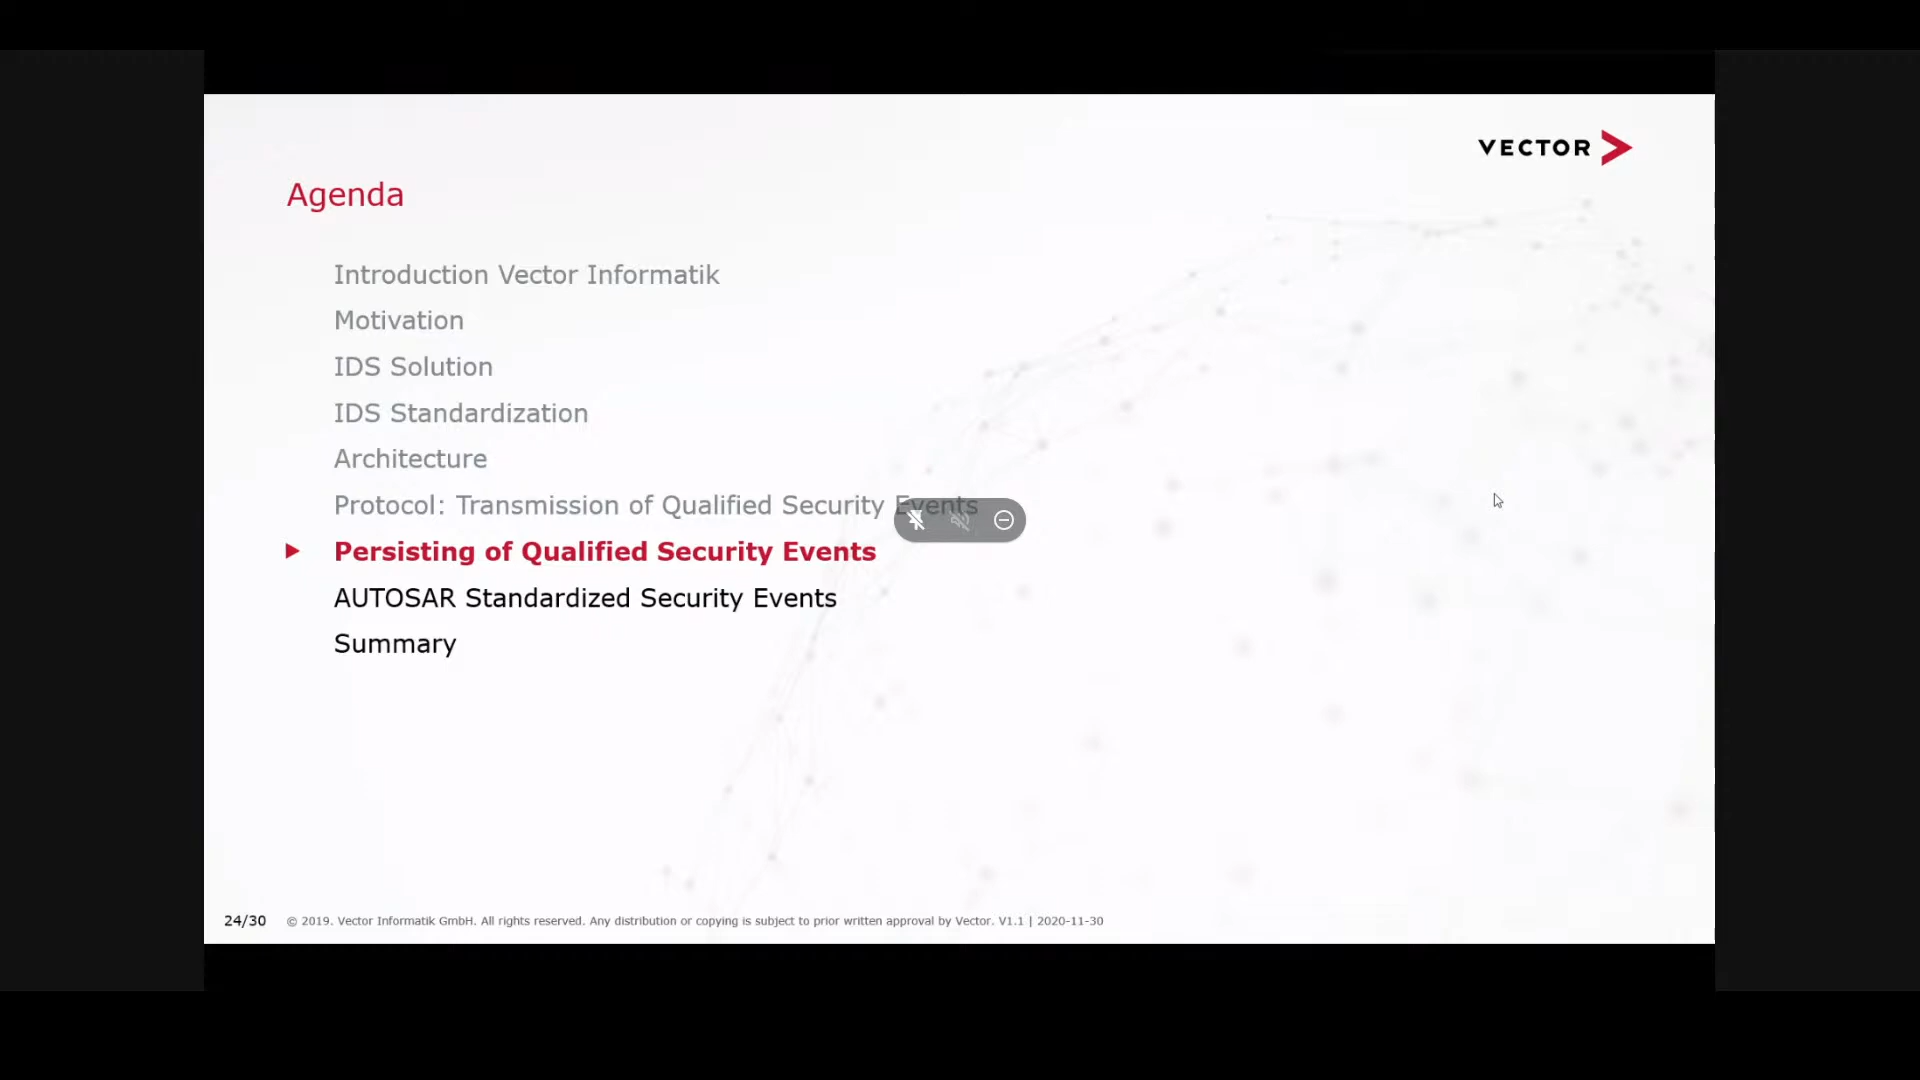 VECTOR
Agenda
Introduction Vector Informatik
Motivation
IDS Solution
IDS Standardization
Architecture
Protocol: Transmission of Qualified Security Events
Persisting of Qualified Security Events
AUTOSAR Standardized Security Events
Summary
24/30 © 2019. Vector Informatik GmbH. All rights reserved. Any distribution or copying is subject to prior written approval by Vector. V1.1 | 2020-11-30